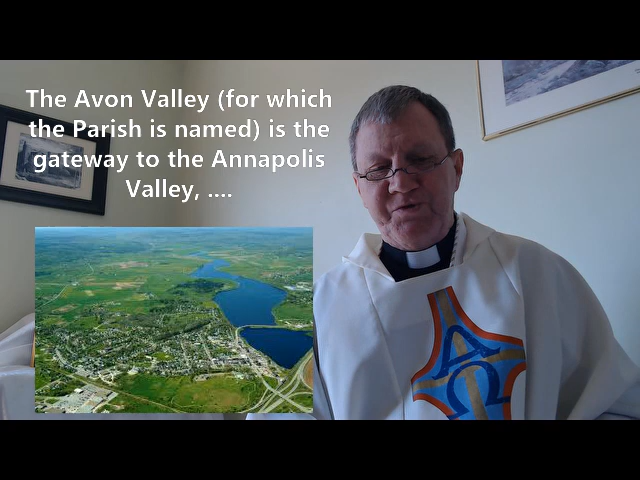 The Avon Valley (for which
the Parish is named) is the
gateway to the Annapolis
Valley, ....